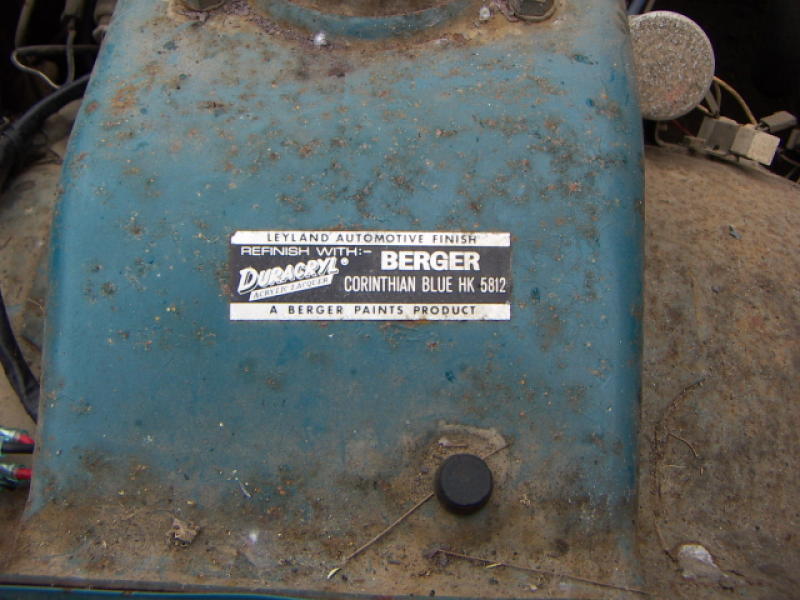 LEYLAND AUTOMOTIVE FINISH
REFINISH WITH:- BERGER
DURACRYL®
ACRYLIC LACQUER
CORINTHIAN BLUE HK 5812
A BERGER PAINTS PRODUCT